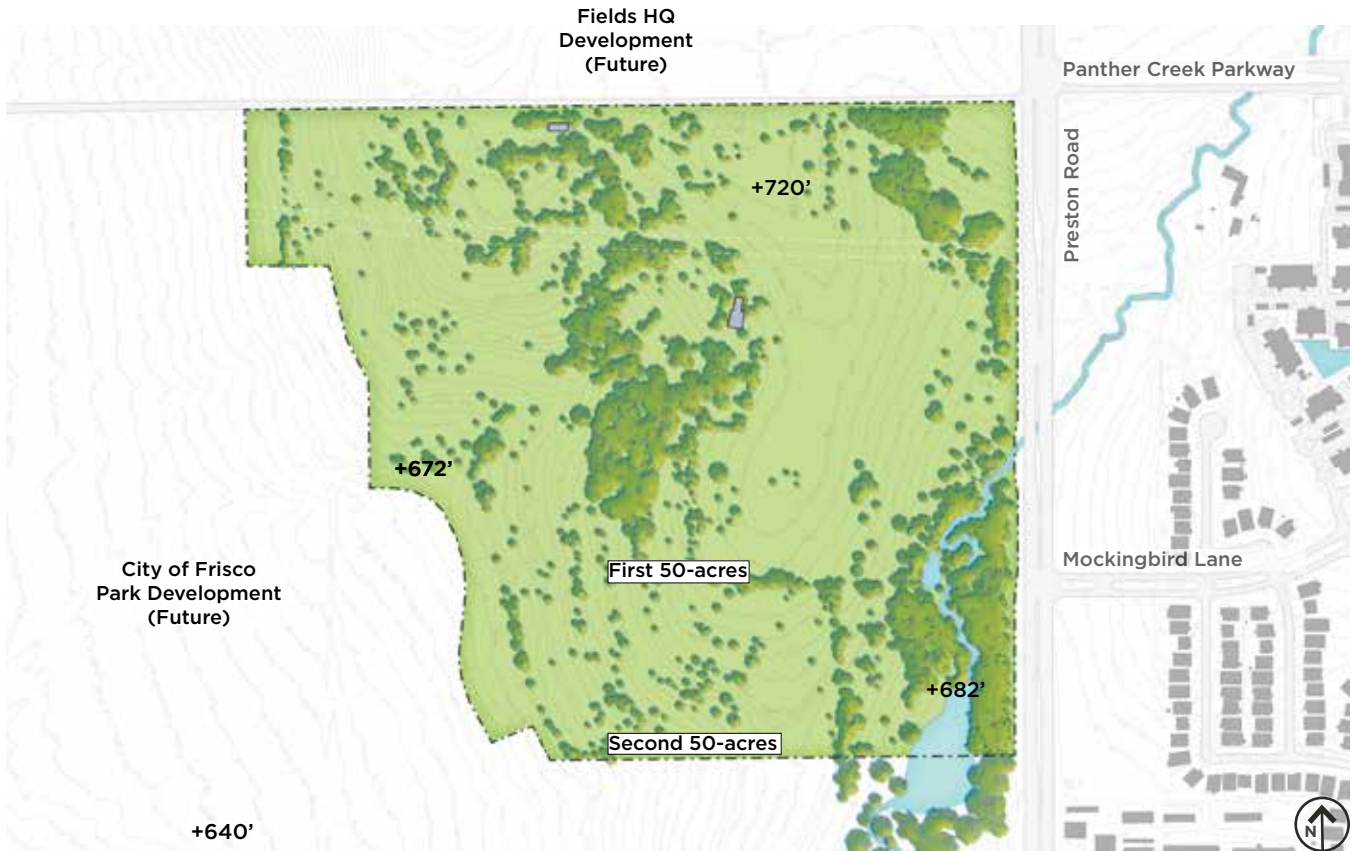 Fields HQ
Development
(Future)
Panther Creek Parkway
Preston Road
+720’
+672’
City of Frisco
Park Development
(Future)
First 50-acres
Mockingbird Lane
+682’
Second 50-acres
+640’
N